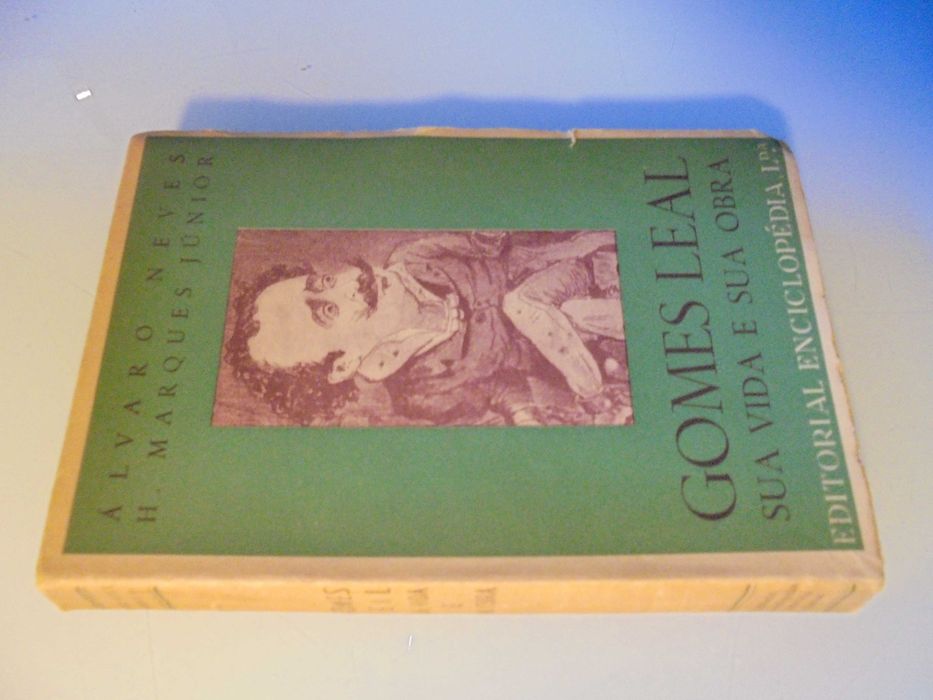 ÁLVARO NEVES
H. MARQUES JÚNIOR
GOMES LEAL
SUA VIDA E SUA OBRA
EDITORIAL ENCICLOPÉDIA L.DA